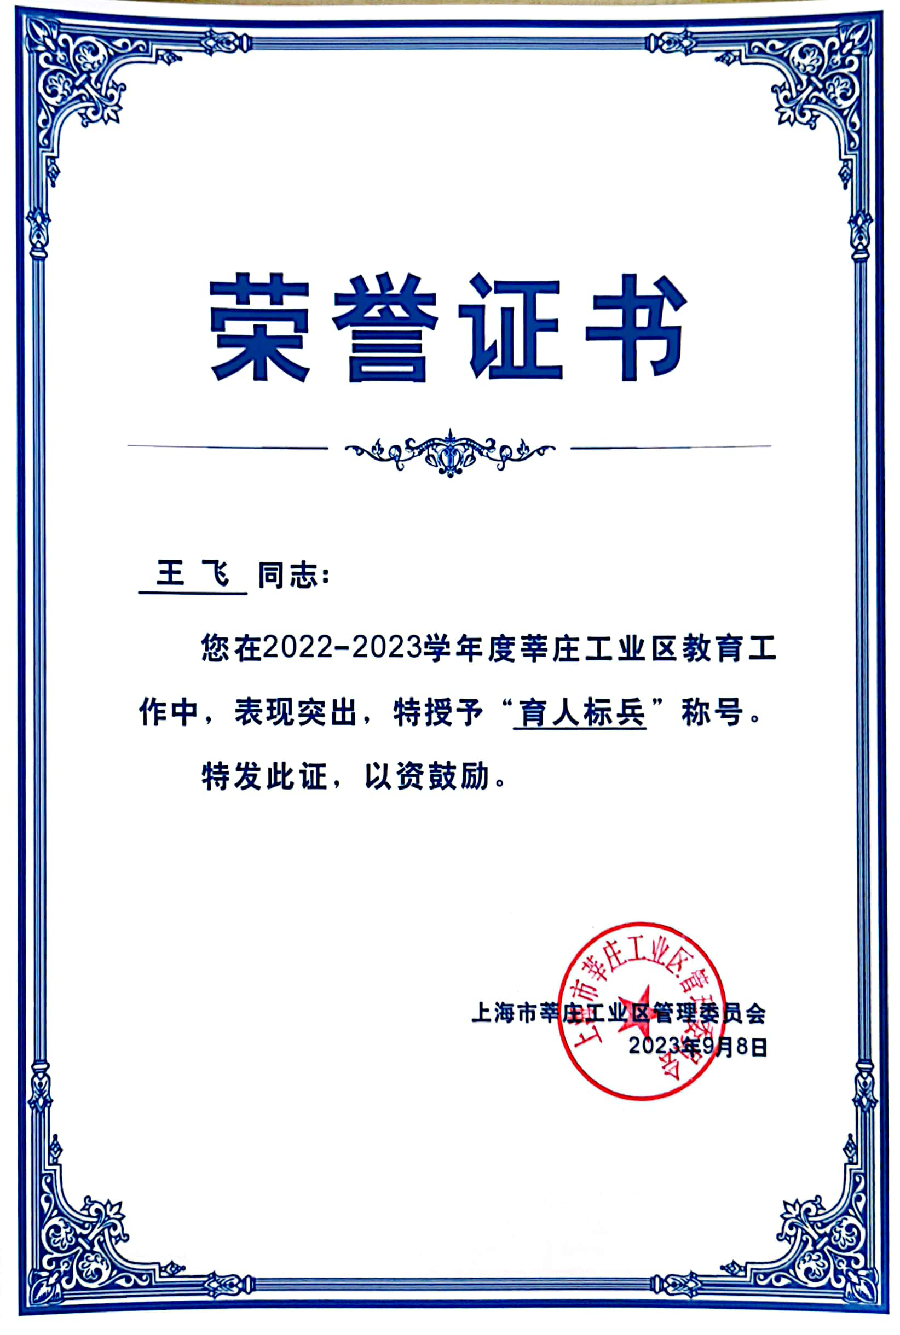 荣誉证书
王飞 同志：
您在2022-2023学年度莘庄工业区教育工
作中，表现突出，特授予“育人标兵”称号。
特发此证，以资鼓励。
上海市莘庄工业区管理委员会
上海市莘庄工业区管理委员会
2023年9月8日